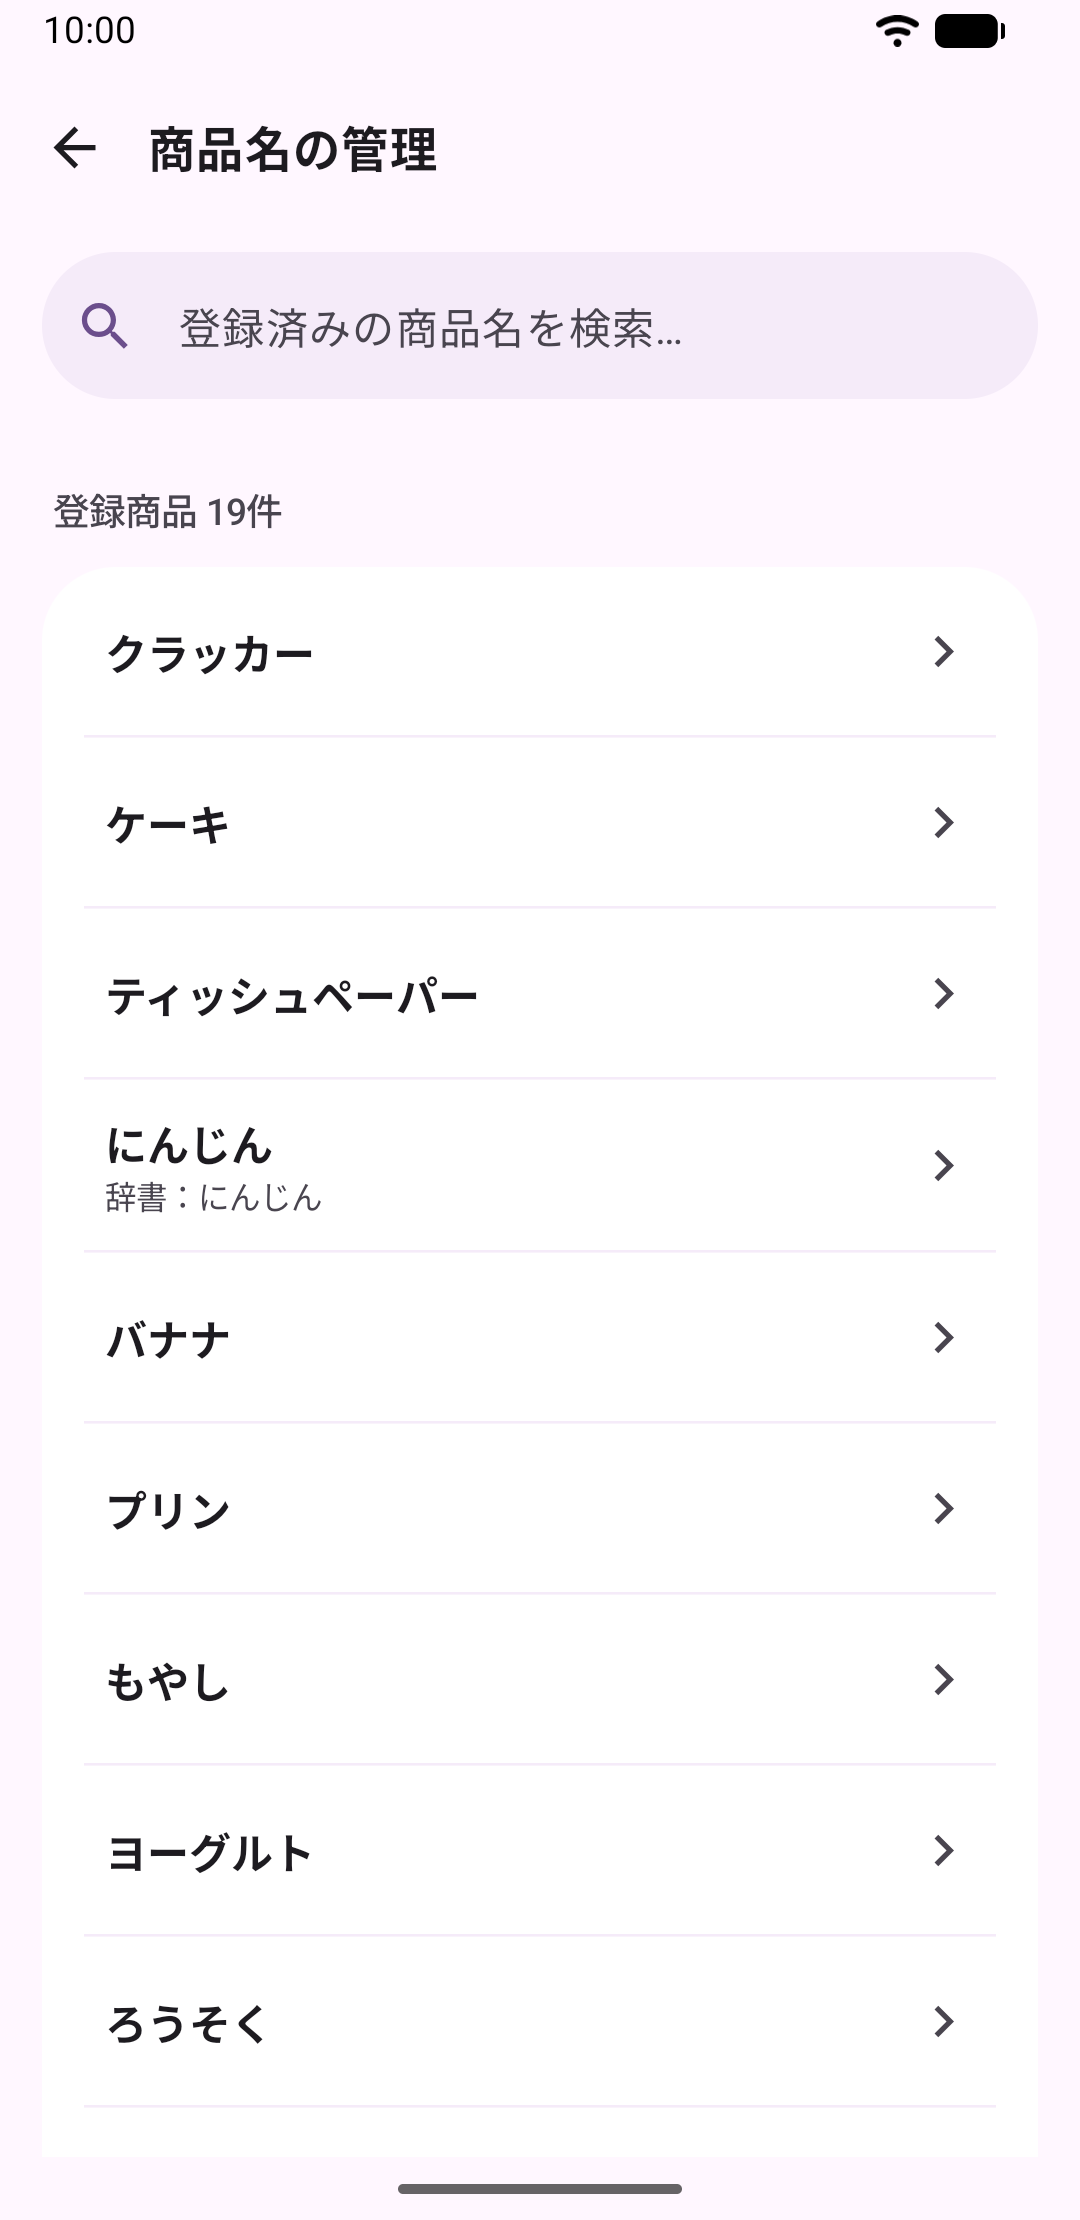 10:00
商品名の管理
登録済みの商品名を検索...
登録商品 19件
クラッカー
ケーキ
ティッシュペーパー
にんじん
辞書：にんじん
バナナ
プリン
もやし
ヨーグルト
ろうそく